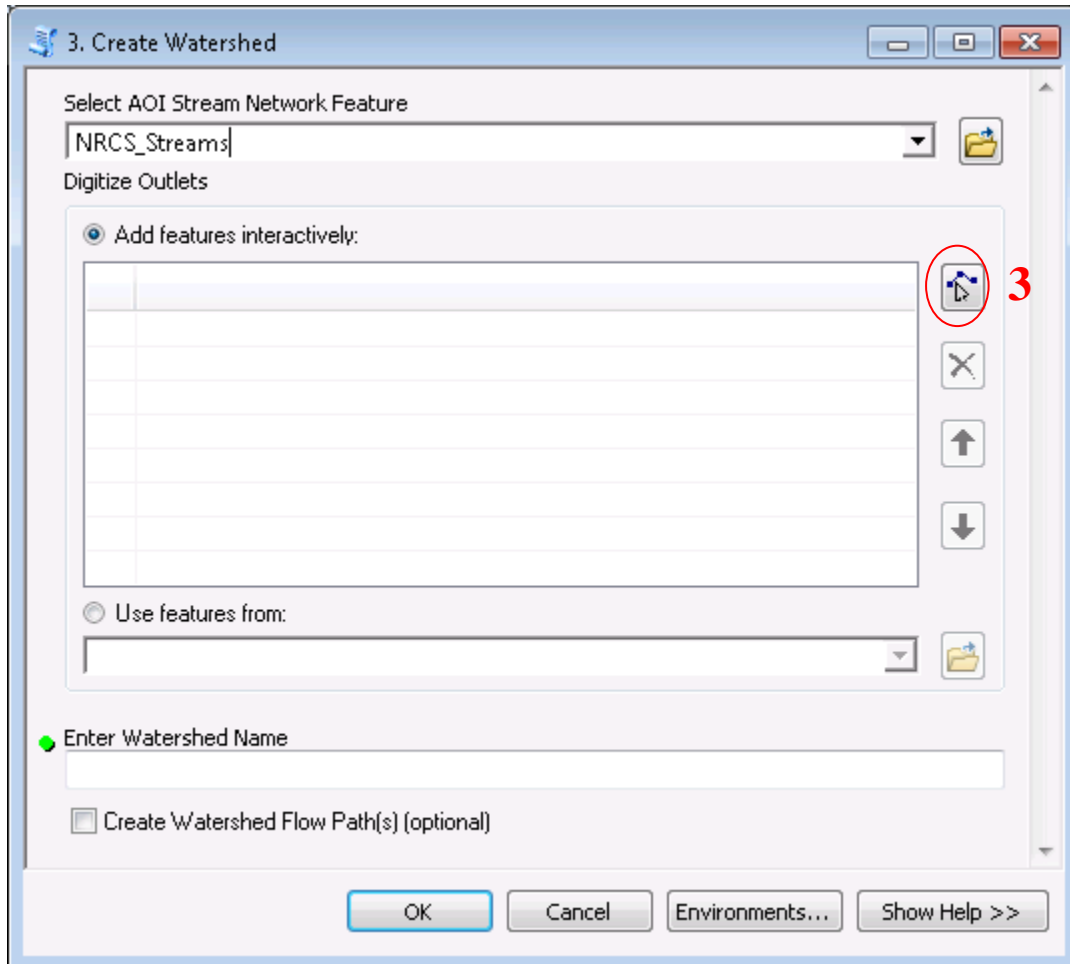 3. Create Watershed
Select AOI Stream Network Feature
NRCS_Streams
Digitize Outlets
Add features interactively:
3
Use features from:
Enter Watershed Name
Create Watershed Flow Path(s) (optional)
OK Cancel Environments... Show Help >>